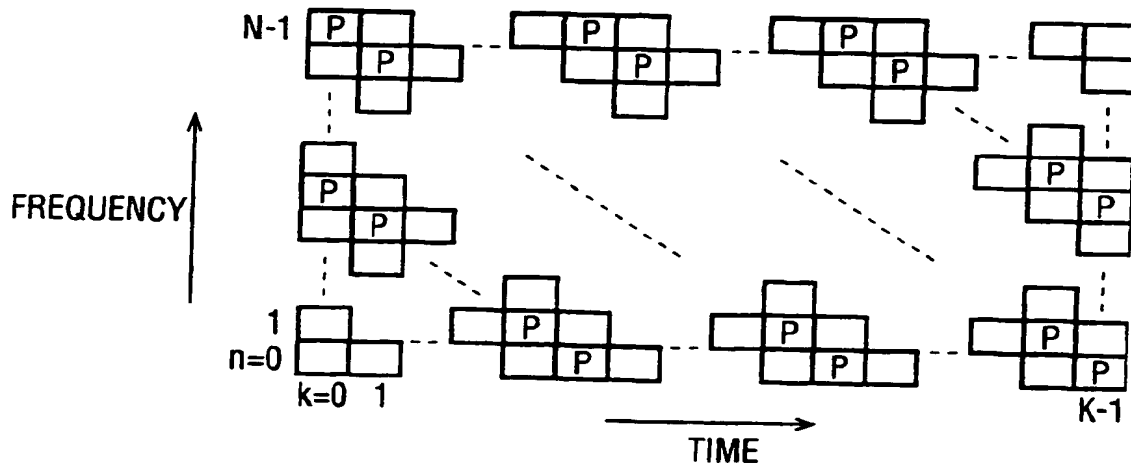 N-1 P P P
P P P
P P
FREQUENCY P P
1 P P P
n=0 P P P
k=0 1 K-1
TIME